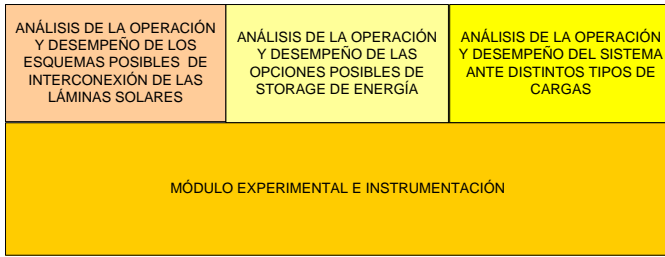 ANÁLISIS DE LA OPERACIÓN
Y DESEMPEÑO DE LOS
ESQUEMAS POSIBLES DE
INTERCONEXIÓN DE LAS
LÁMINAS SOLARES
ANÁLISIS DE LA OPERACIÓN
Y DESEMPEÑO DE LAS
OPCIONES POSIBLES DE
STORAGE DE ENERGÍA
ANÁLISIS DE LA OPERACIÓN
Y DESEMPEÑO DEL SISTEMA
ANTE DISTINTOS TIPOS DE
CARGAS
MÓDULO EXPERIMENTAL E INSTRUMENTACIÓN